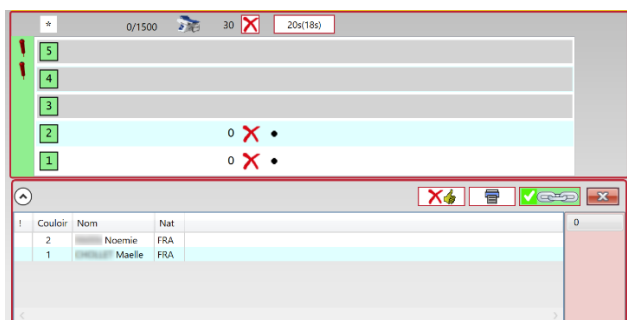 * 0/1500 30 20s(18s)
5
4
3
2 0
1 0
! Couloir Nom Nat 0
2 Noemie FRA
1 Maelle FRA